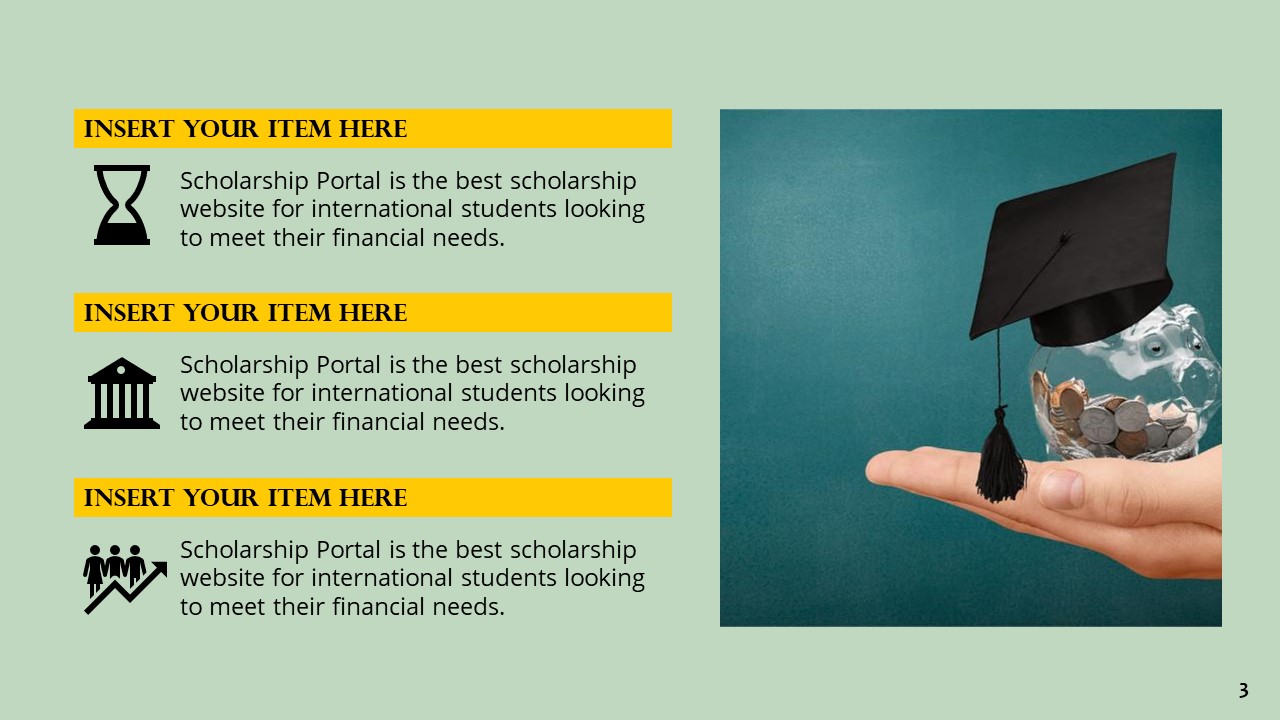 INSERT YOUR ITEM HERE
Scholarship Portal is the best scholarship
website for international students looking
to meet their financial needs.
INSERT YOUR ITEM HERE
Scholarship Portal is the best scholarship
website for international students looking
to meet their financial needs.
INSERT YOUR ITEM HERE
Scholarship Portal is the best scholarship
website for international students looking
to meet their financial needs.
3